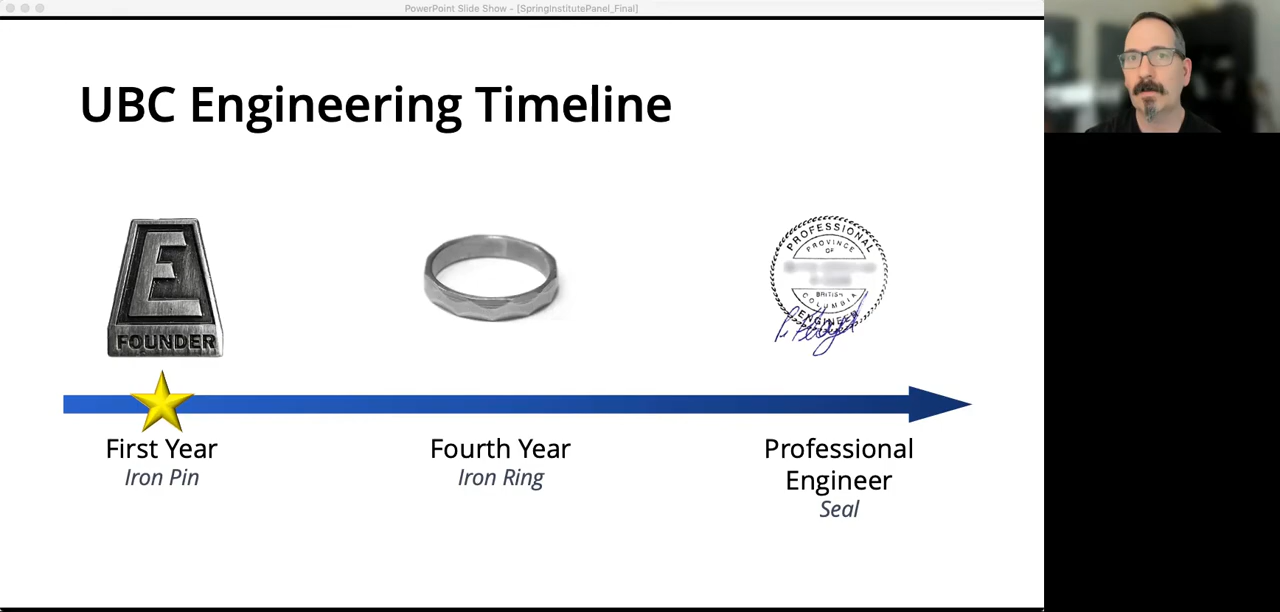 PowerPoint Slide Show - [SpringInstitutePanel_Final]
UBC Engineering Timeline
E
FOUNDER
PROFESSIONAL
PROVINCE
OF
BRITISH
COLUMBIA
ENGINEER
First Year
Iron Pin
Fourth Year
Iron Ring
Professional
Engineer
Seal